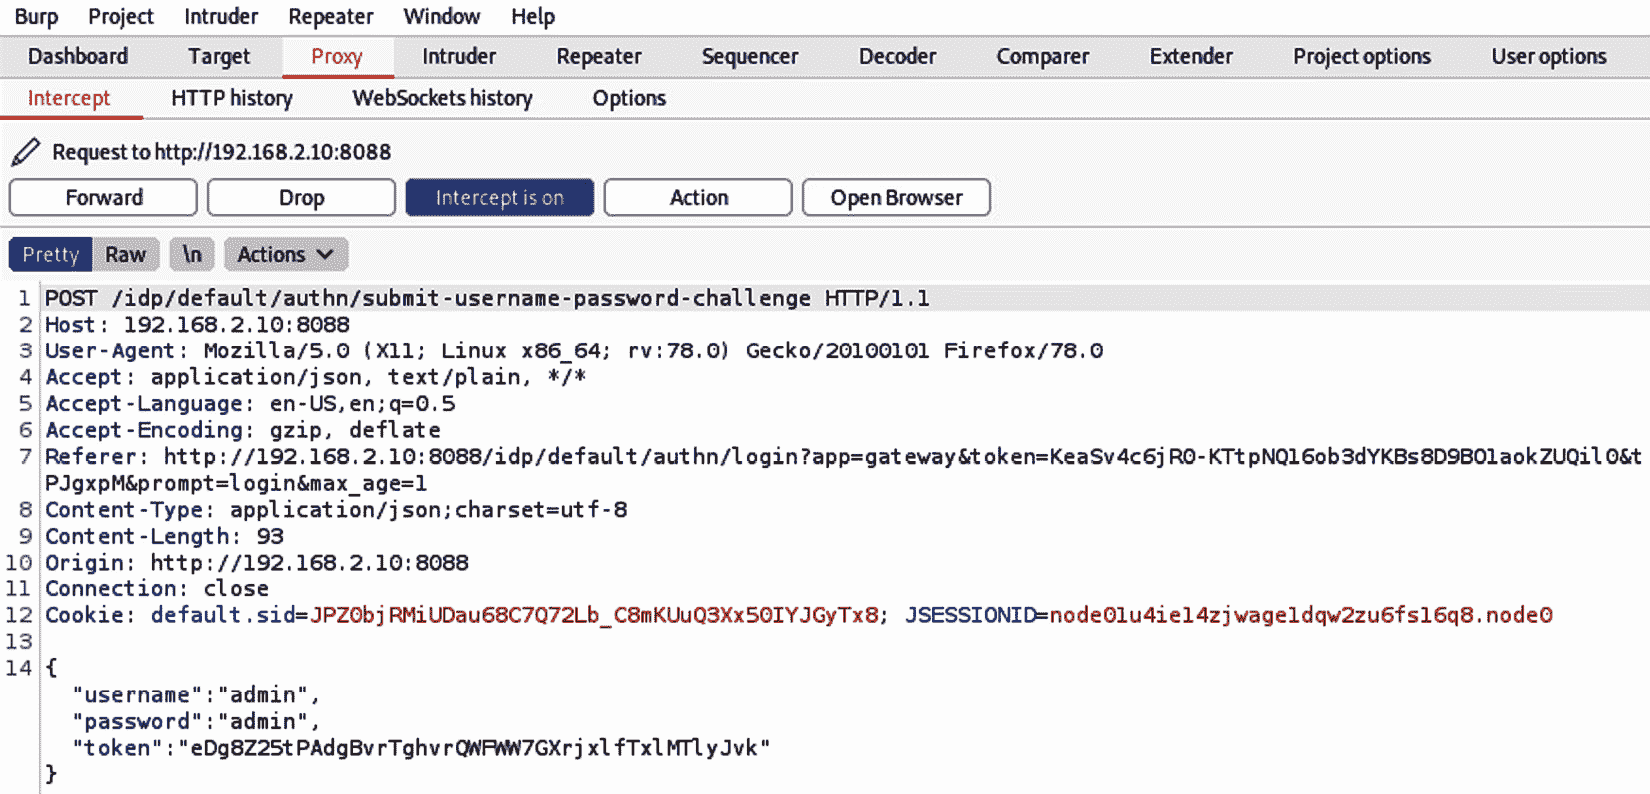 Burp Project Intruder Repeater Window Help
Dashboard Target Proxy Intruder Repeater Sequencer Decoder Comparer Extender Project options User options
Intercept HTTP history WebSockets history Options
Request to http://192.168.2.10:8088
Forward Drop Intercept is on Action Open Browser
Pretty Raw \n Actions
1 POST /idp/default/authn/submit-username-password-challenge HTTP/1.1
2 Host: 192.168.2.10:8088
3 User-Agent: Mozilla/5.0 (X11; Linux x86_64; rv:78.0) Gecko/20100101 Firefox/78.0
4 Accept: application/json, text/plain, */*
5 Accept-Language: en-US,en;q=0.5
6 Accept-Encoding: gzip, deflate
7 Referer: http://192.168.2.10:8088/idp/default/authn/login?app=gateway&token=KeaSv4c6jR0-KTtpNQl6ob3dYKBs8D9BO1aokZUQil0&t
PJgxpM&prompt=login&max_age=1
8 Content-Type: application/json;charset=utf-8
9 Content-Length: 93
10 Origin: http://192.168.2.10:8088
11 Connection: close
12 Cookie: default.sid=JPZ0bjRMiUDau68C7Q72Lb_C8mKUuQ3Xx50IYJGyTx8; JSESSIONID=node01u4ie14zjwage1dqw2zu6fs16q8.node0
13
14 {
"username":"admin",
"password":"admin",
"token":"eDg8Z25tPAdgBvrTghvrQWFWW7GXrjxlfTxlMTlyJvk"
}